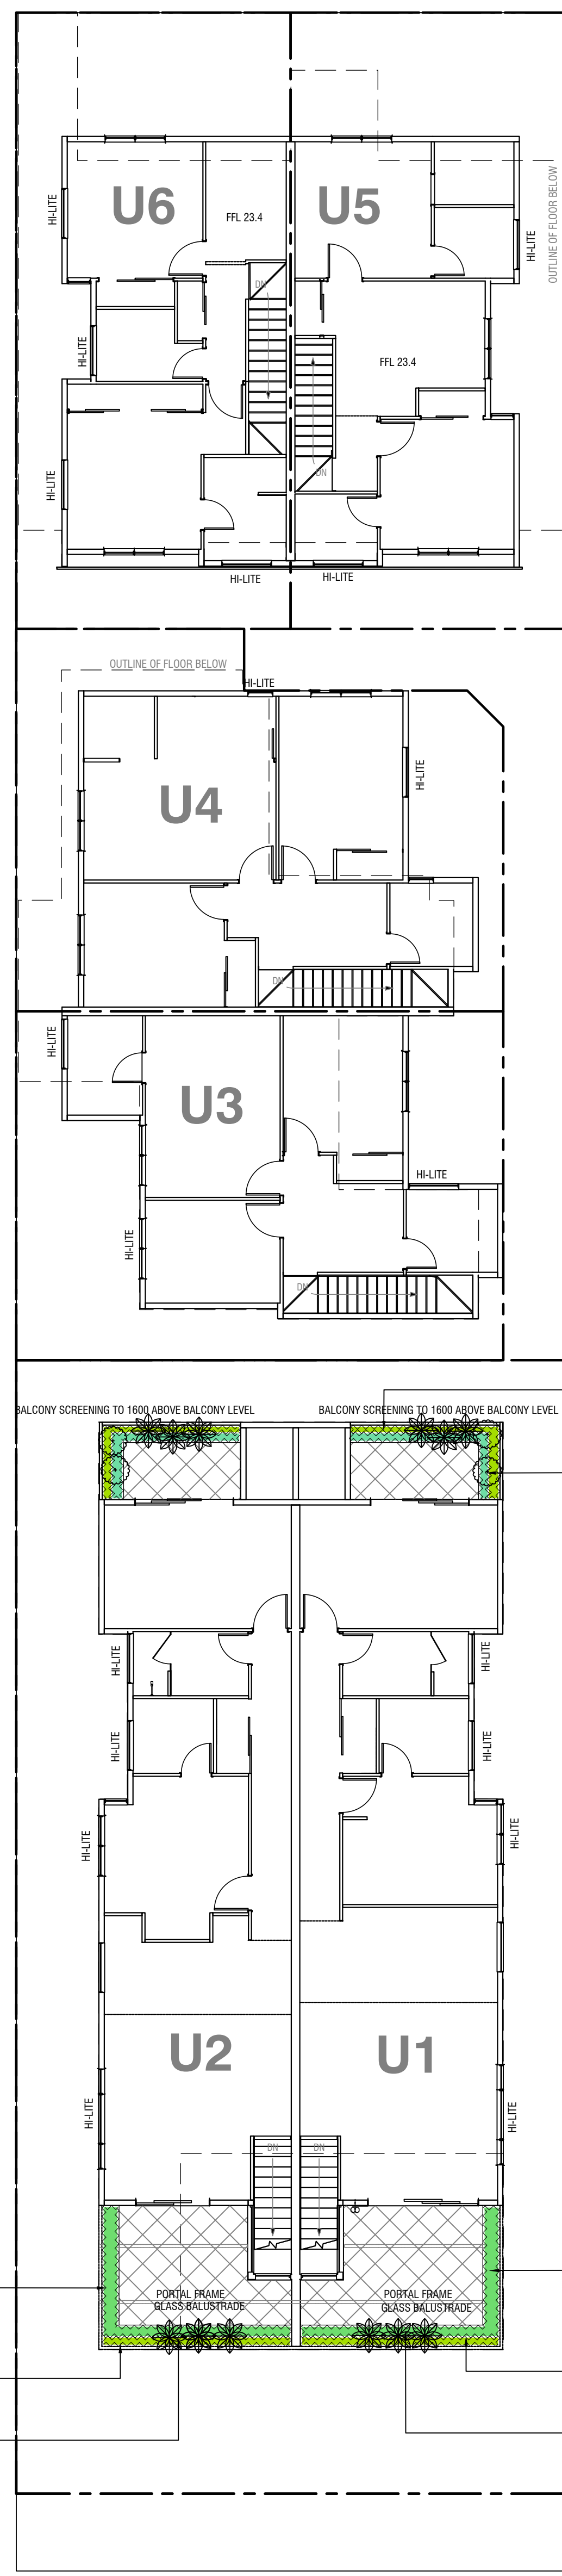 U6
FFL 23.4
U5
HI-LITE
HI-LITE
OUTLINE OF FLOOR BELOW
DN
HI-LITE
FFL 23.4
HI-LITE
DN
HI-LITE
HI-LITE
OUTLINE OF FLOOR BELOW
HI-LITE
HI-LITE
U4
DN
HI-LITE
U3
HI-LITE
HI-LITE
DN
BALCONY SCREENING TO 1600 ABOVE BALCONY LEVEL
BALCONY SCREENING TO 1600 ABOVE BALCONY LEVEL
HI-LITE
HI-LITE
HI-LITE
HI-LITE
HI-LITE
HI-LITE
U2
U1
HI-LITE
HI-LITE
DN
DN
PORTAL FRAME
GLASS BALUSTRADE
PORTAL FRAME
GLASS BALUSTRADE